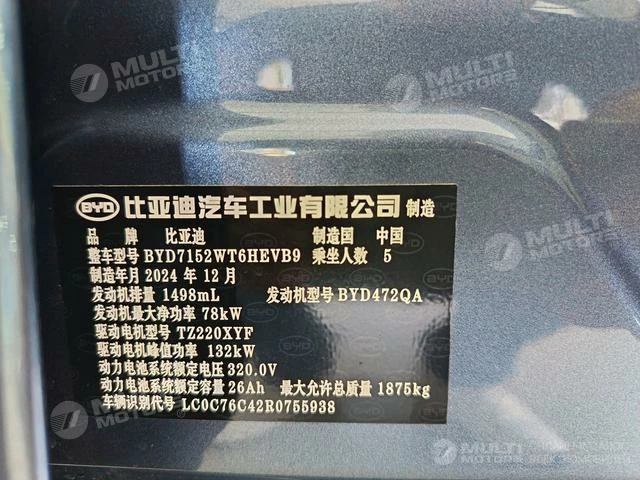 MULTI
MOTORS
MULTI
MOTORS
BYD 比亚迪汽车工业有限公司 制造
品 牌 比亚迪 制造国 中国
整车型号 BYD7152WT6HEVB9 乘坐人数 5
制造年月 2024 年 12 月
发动机排量 1498mL 发动机型号 BYD472QA
发动机最大净功率 78kW
驱动电机型号 TZ220XYF
驱动电机峰值功率 132kW
动力电池系统额定电压 320.0V
动力电池系统额定容量 26Ah 最大允许总质量 1875kg
车辆识别代号 LC0C76C42R0755938
MULTI
MOTORS
MULTI
MOTORS